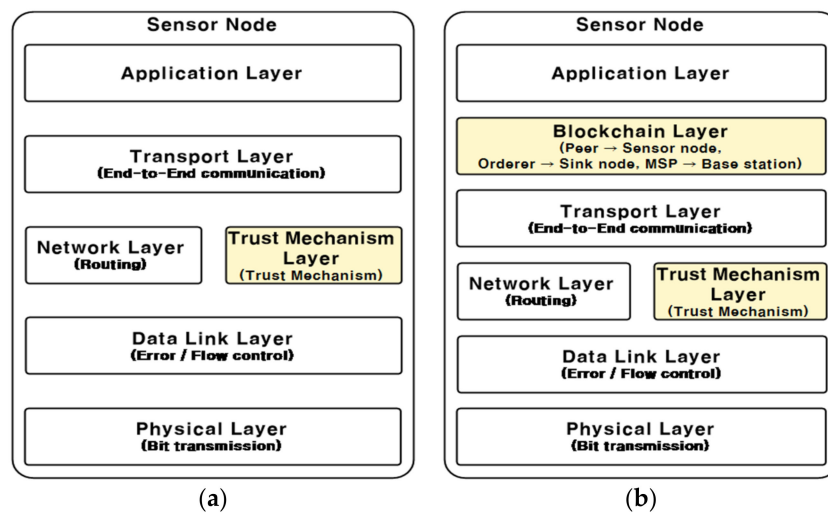 Sensor Node
Application Layer
Transport Layer
(End-to-End communication)
Network Layer
(Routing)
Trust Mechanism
Layer
(Trust Mechanism)
Data Link Layer
(Error / Flow control)
Physical Layer
(Bit transmission)
(a)
Sensor Node
Application Layer
Blockchain Layer
(Peer → Sensor node,
Orderer → Sink node, MSP → Base station)
Transport Layer
(End-to-End communication)
Network Layer
(Routing)
Trust Mechanism
Layer
(Trust Mechanism)
Data Link Layer
(Error / Flow control)
Physical Layer
(Bit transmission)
(b)